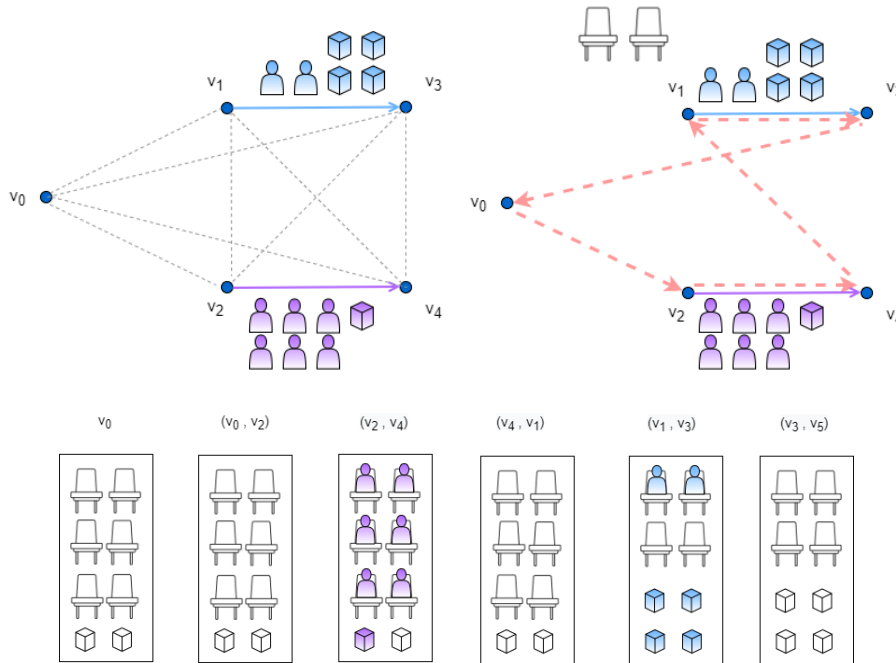 v1
v3
v0
v2
v4
v1
v0
v2
v0
(v0 , v2)
(v2 , v4)
(v4 , v1)
(v1 , v3)
(v3 , v5)